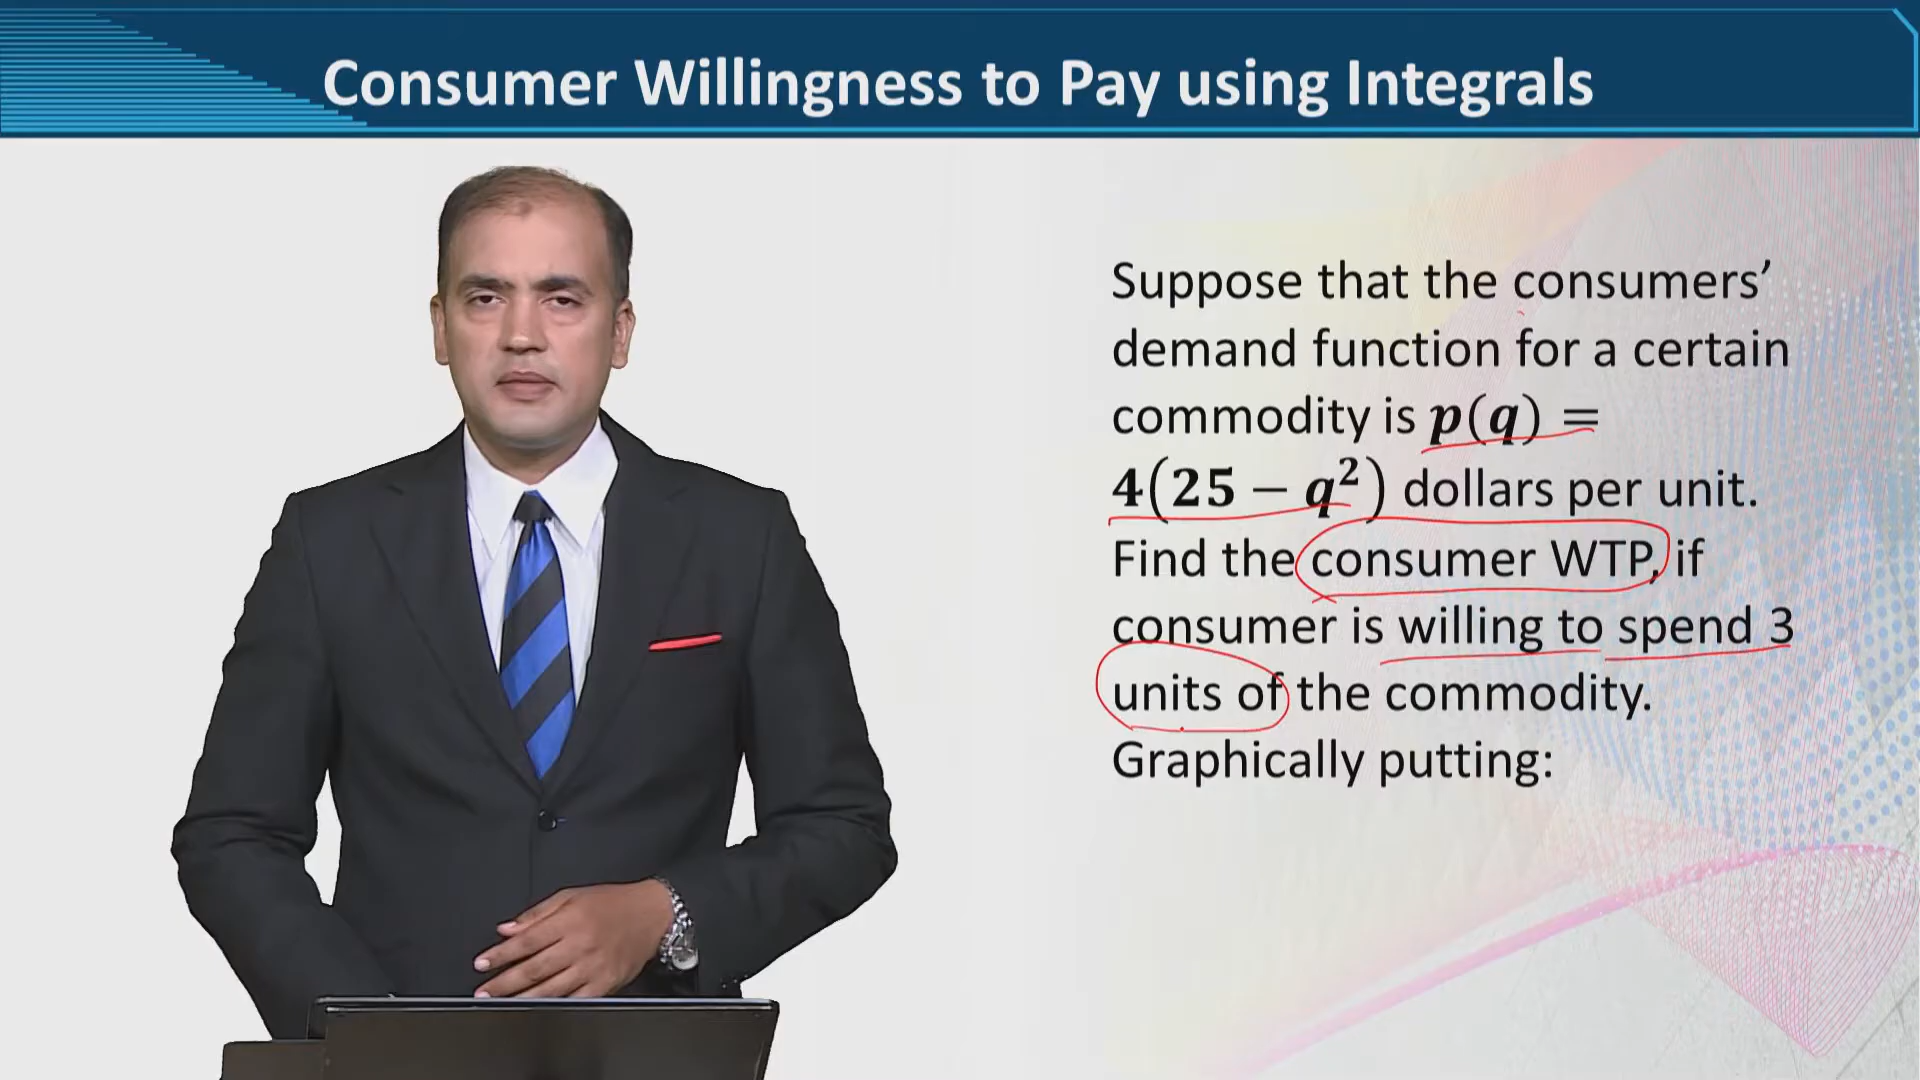 Consumer Willingness to Pay using Integrals
Suppose that the consumers’
demand function for a certain
commodity is p(q) =
4(25 − q²) dollars per unit.
Find the consumer WTP, if
consumer is willing to spend 3
units of the commodity.
Graphically putting: